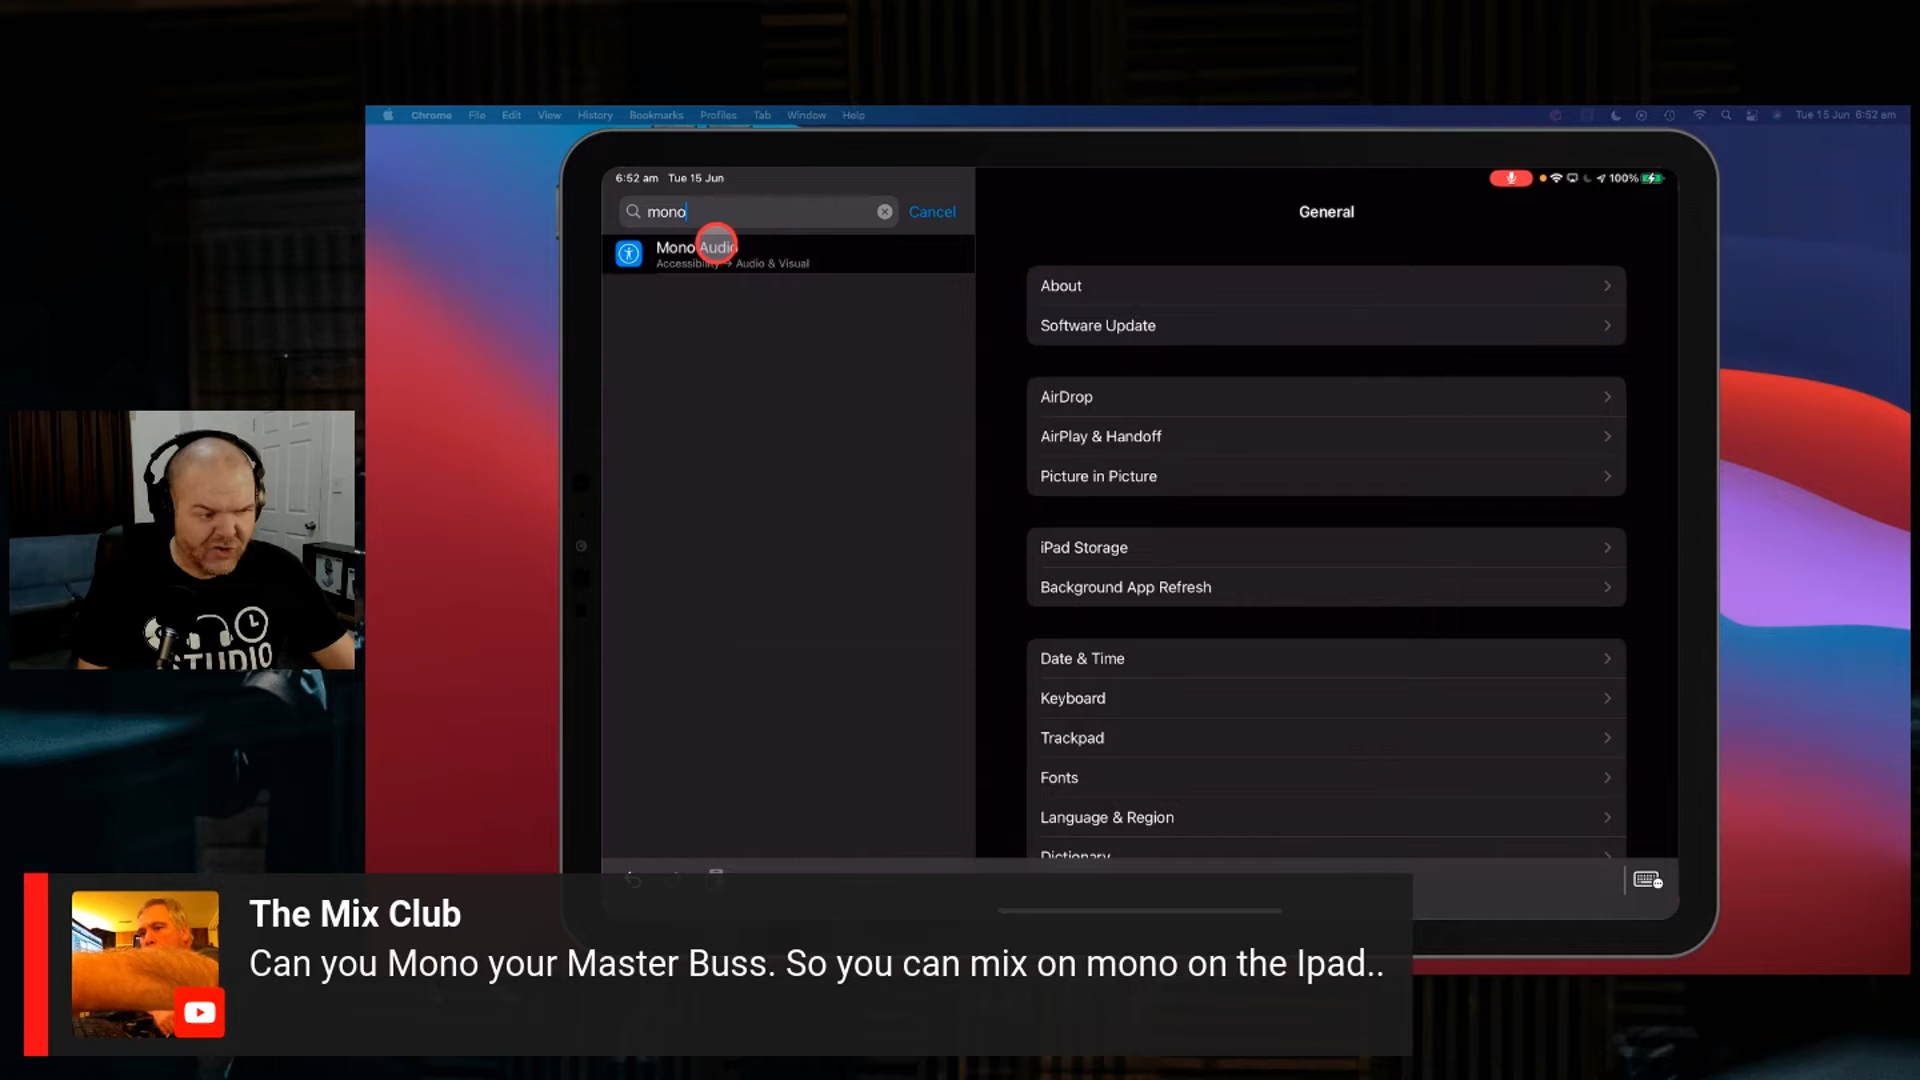 Chrome File Edit View History Bookmarks Profiles Tab Window Help
Tue 15 Jun 6:52 am
6:52 am Tue 15 Jun
100%
mono
Cancel
Mono Audio
Accessibility → Audio & Visual
General
About
Software Update
AirDrop
AirPlay & Handoff
Picture in Picture
iPad Storage
Background App Refresh
Date & Time
Keyboard
Trackpad
Fonts
Language & Region
Dictionary
STUDIO
The Mix Club
Can you Mono your Master Buss. So you can mix on mono on the Ipad..